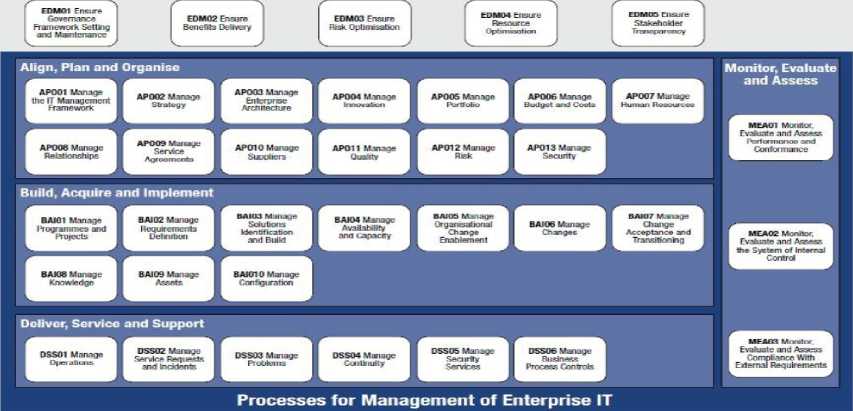 EDM01 Ensure
Governance
Framework Setting
and Maintenance
EDM02 Ensure
Benefits Delivery
EDM03 Ensure
Risk Optimisation
EDM04 Ensure
Resource
Optimisation
EDM05 Ensure
Stakeholder
Transparency
Align, Plan and Organise
AP001 Manage
the IT Management
Framework
AP002 Manage
Strategy
AP003 Manage
Enterprise
Architecture
AP004 Manage
Innovation
AP005 Manage
Portfolio
AP006 Manage
Budget and Costs
AP007 Manage
Human Resources
AP008 Manage
Relationships
AP009 Manage
Service
Agreements
AP010 Manage
Suppliers
AP011 Manage
Quality
AP012 Manage
Risk
AP013 Manage
Security
Build, Acquire and Implement
BAI01 Manage
Programmes and
Projects
BAI02 Manage
Requirements
Definition
BAI03 Manage
Solutions
Identification
and Build
BAI04 Manage
Availability
and Capacity
BAI05 Manage
Organisational
Change
Enablement
BAI06 Manage
Changes
BAI07 Manage
Change
Acceptance and
Transitioning
BAI08 Manage
Knowledge
BAI09 Manage
Assets
BAI010 Manage
Configuration
Deliver, Service and Support
DSS01 Manage
Operations
DSS02 Manage
Service Requests
and Incidents
DSS03 Manage
Problems
DSS04 Manage
Continuity
DSS05 Manage
Security
Services
DSS06 Manage
Business
Process Controls
Monitor, Evaluate
and Assess
MEA01 Monitor,
Evaluate and Assess
Performance and
Conformance
MEA02 Monitor,
Evaluate and Assess
the System of Internal
Control
MEA03 Monitor,
Evaluate and Assess
Compliance With
External Requirements
Processes for Management of Enterprise IT